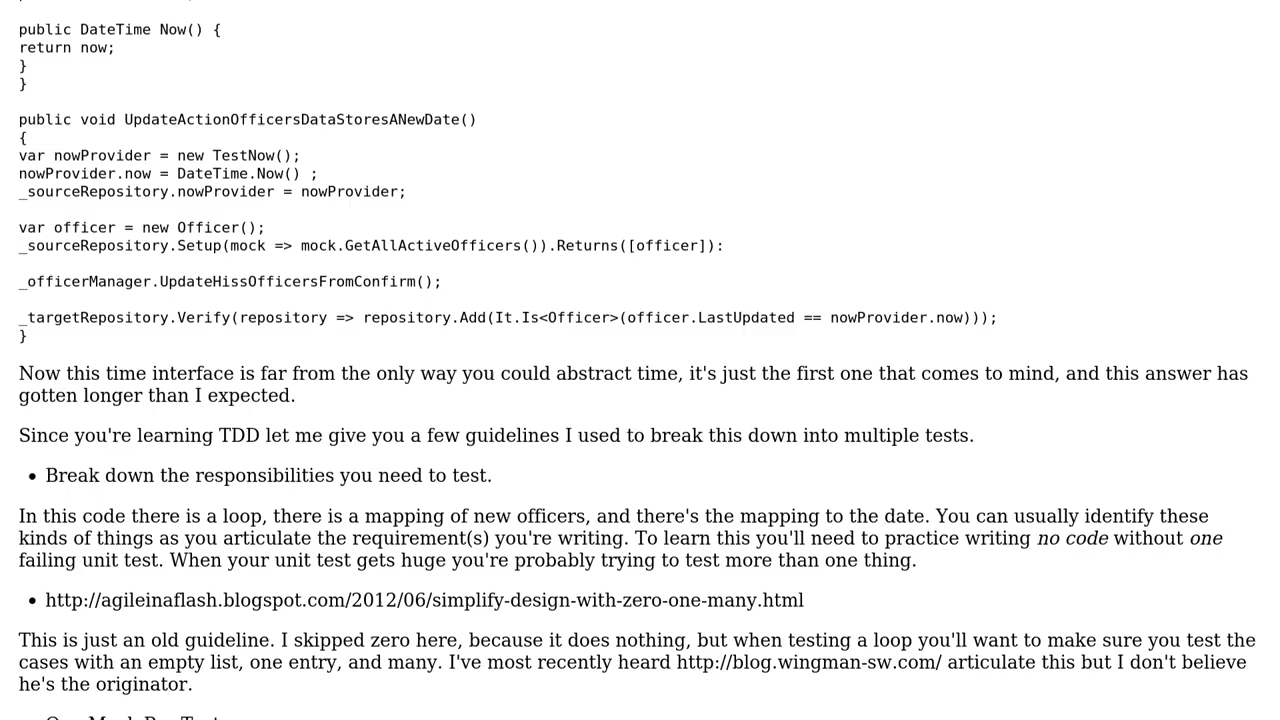 public DateTime Now() {
return now;
}
}
public void UpdateActionOfficersDataStoresANewDate()
{
var nowProvider = new TestNow();
nowProvider.now = DateTime.Now() ;
_sourceRepository.nowProvider = nowProvider;
var officer = new Officer();
_sourceRepository.Setup(mock => mock.GetAllActiveOfficers()).Returns([officer]):
_officerManager.UpdateHissOfficersFromConfirm();
_targetRepository.Verify(repository => repository.Add(It.Is<Officer>(officer.LastUpdated == nowProvider.now)));
}
Now this time interface is far from the only way you could abstract time, it's just the first one that comes to mind, and this answer has
gotten longer than I expected.
Since you're learning TDD let me give you a few guidelines I used to break this down into multiple tests.
• Break down the responsibilities you need to test.
In this code there is a loop, there is a mapping of new officers, and there's the mapping to the date. You can usually identify these
kinds of things as you articulate the requirement(s) you're writing. To learn this you'll need to practice writing no code without one
failing unit test. When your unit test gets huge you're probably trying to test more than one thing.
• http://agileinaflash.blogspot.com/2012/06/simplify-design-with-zero-one-many.html
This is just an old guideline. I skipped zero here, because it does nothing, but when testing a loop you'll want to make sure you test the
cases with an empty list, one entry, and many. I've most recently heard http://blog.wingman-sw.com/ articulate this but I don't believe
he's the originator.